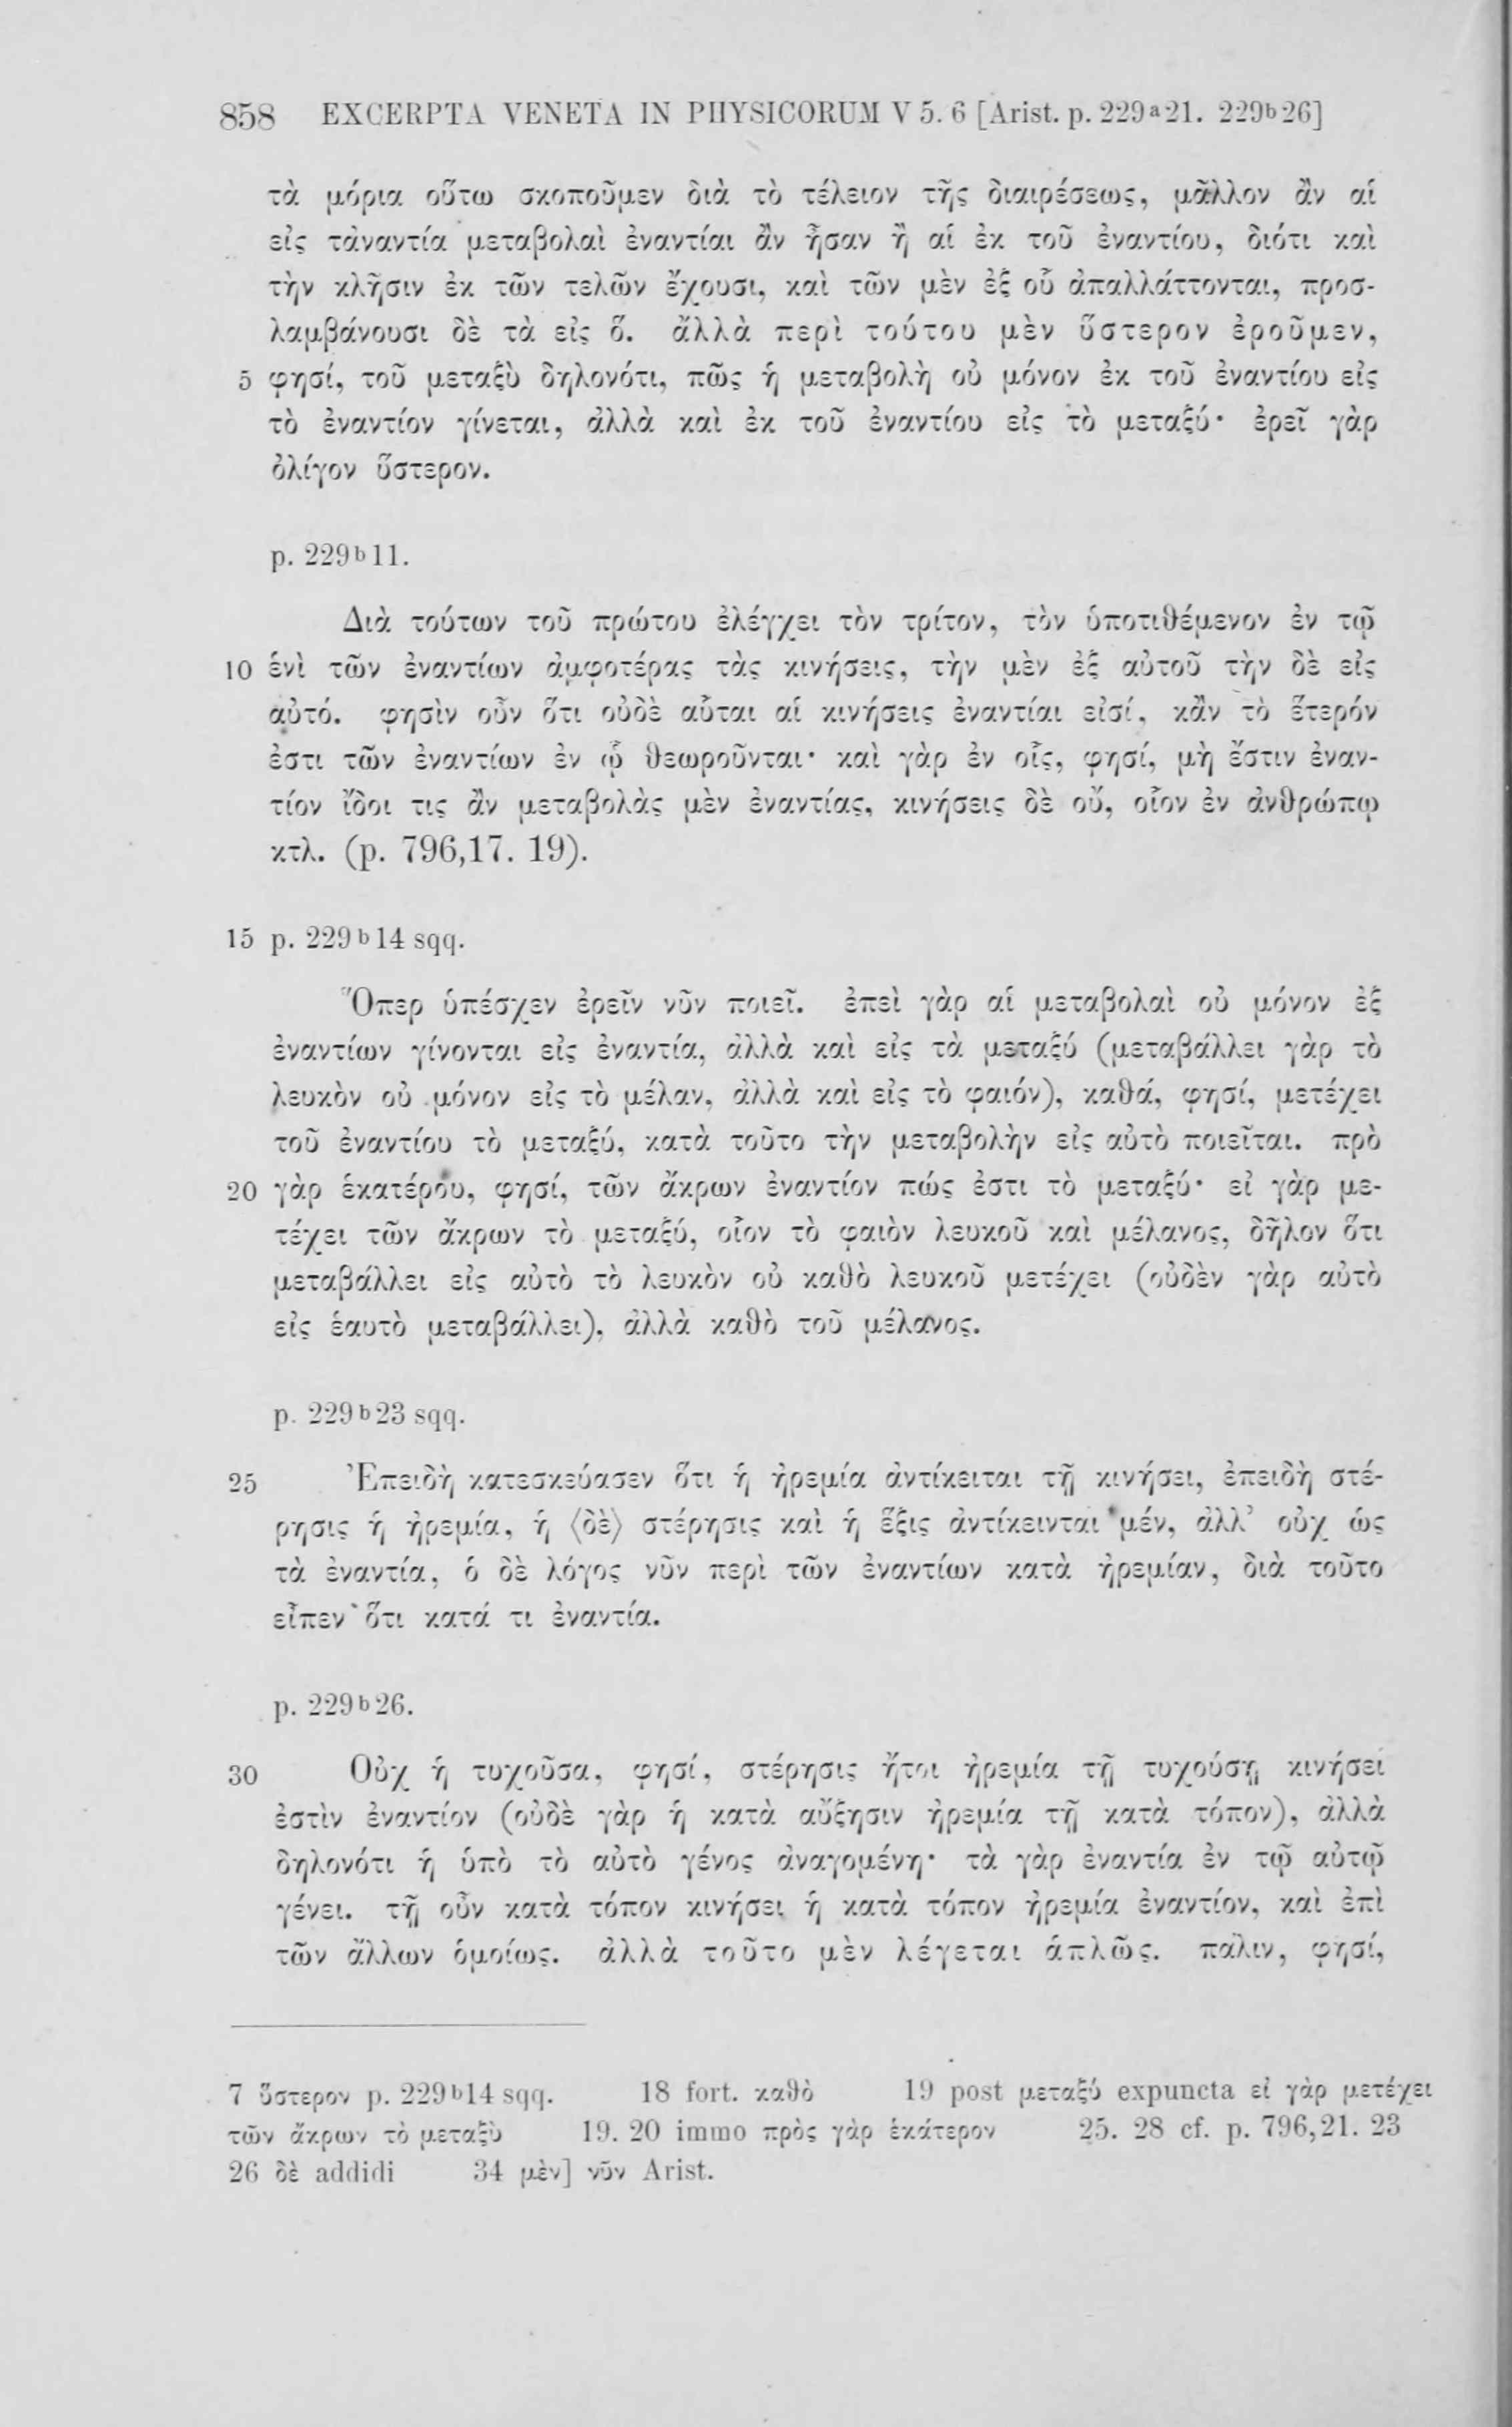 858 EXCERPTA VENETA IN PHYSICORUM V 5. 6 [Arist. p. 229ᵃ21. 229ᵇ26]
τὰ μόρια οὕτω σκοποῦμεν διὰ τὸ τέλειον τῆς διαιρέσεως, μᾶλλον ἂν αἱ
εἰς τἀναντία μεταβολαὶ ἐναντίαι ἂν ἦσαν ἢ αἱ ἐκ τοῦ ἐναντίου, διότι καὶ
τὴν κλῆσιν ἐκ τῶν τελῶν ἔχουσι, καὶ τῶν μὲν ἐξ οὗ ἀπαλλάττονται, προσ-
λαμβάνουσι δὲ τὰ εἰς ὅ. ἀλλὰ περὶ τούτου μὲν ὕστερον ἐροῦμεν,
5 φησί, τοῦ μεταξὺ δηλονότι, πῶς ἡ μεταβολὴ οὐ μόνον ἐκ τοῦ ἐναντίου εἰς
τὸ ἐναντίον γίνεται, ἀλλὰ καὶ ἐκ τοῦ ἐναντίου εἰς τὸ μεταξύ· ἐρεῖ γὰρ
ὀλίγον ὕστερον.
p. 229ᵇ11.
Διὰ τούτων τοῦ πρώτου ἐλέγχει τὸν τρίτον, τὸν ὑποτιθέμενον ἐν τῷ
10 ἑνὶ τῶν ἐναντίων ἀμφοτέρας τὰς κινήσεις, τὴν μὲν ἐξ αὐτοῦ τὴν δὲ εἰς
αὐτό. φησὶν οὖν ὅτι οὐδὲ αὗται αἱ κινήσεις ἐναντίαι εἰσί, κἂν τὸ ἕτερόν
ἐστι τῶν ἐναντίων ἐν ᾧ θεωροῦνται· καὶ γὰρ ἐν οἷς, φησί, μὴ ἔστιν ἐναν-
τίον ἴδοι τις ἂν μεταβολὰς μὲν ἐναντίας, κινήσεις δὲ οὔ, οἷον ἐν ἀνθρώπῳ
κτλ. (p. 796,17. 19).
15 p. 229ᵇ14 sqq.
Ὅπερ ὑπέσχεν ἐρεῖν νῦν ποιεῖ. ἐπεὶ γὰρ αἱ μεταβολαὶ οὐ μόνον ἐξ
ἐναντίων γίνονται εἰς ἐναντία, ἀλλὰ καὶ εἰς τὰ μεταξύ (μεταβάλλει γὰρ τὸ
λευκὸν οὐ μόνον εἰς τὸ μέλαν, ἀλλὰ καὶ εἰς τὸ φαιόν), καθά, φησί, μετέχει
τοῦ ἐναντίου τὸ μεταξύ, κατὰ τοῦτο τὴν μεταβολὴν εἰς αὐτὸ ποιεῖται. πρὸ
20 γὰρ ἑκατέρου, φησί, τῶν ἄκρων ἐναντίον πώς ἐστι τὸ μεταξύ· εἰ γὰρ με-
τέχει τῶν ἄκρων τὸ μεταξύ, οἷον τὸ φαιὸν λευκοῦ καὶ μέλανος, δῆλον ὅτι
μεταβάλλει εἰς αὐτὸ τὸ λευκὸν οὐ καθὸ λευκοῦ μετέχει (οὐδὲν γὰρ αὐτὸ
εἰς ἑαυτὸ μεταβάλλει), ἀλλὰ καθὸ τοῦ μέλανος.
p. 229ᵇ23 sqq.
25 Ἐπειδὴ κατεσκεύασεν ὅτι ἡ ἠρεμία ἀντίκειται τῇ κινήσει, ἐπειδὴ στέ-
ρησις ἡ ἠρεμία, ἡ ⟨δὲ⟩ στέρησις καὶ ἡ ἕξις ἀντίκεινται μέν, ἀλλ’ οὐχ ὡς
τὰ ἐναντία, ὁ δὲ λόγος νῦν περὶ τῶν ἐναντίων κατὰ ἠρεμίαν, διὰ τοῦτο
εἶπεν ὅτι κατά τι ἐναντία.
p. 229ᵇ26.
30 Οὐχ ἡ τυχοῦσα, φησί, στέρησις ἤτοι ἠρεμία τῇ τυχούσῃ κινήσει
ἐστὶν ἐναντίον (οὐδὲ γὰρ ἡ κατὰ αὔξησιν ἠρεμία τῇ κατὰ τόπον), ἀλλὰ
δηλονότι ἡ ὑπὸ τὸ αὐτὸ γένος ἀναγομένη· τὰ γὰρ ἐναντία ἐν τῷ αὐτῷ
γένει. τῇ οὖν κατὰ τόπον κινήσει ἡ κατὰ τόπον ἠρεμία ἐναντίον, καὶ ἐπὶ
τῶν ἄλλων ὁμοίως. ἀλλὰ τοῦτο μὲν λέγεται ἁπλῶς. πάλιν, φησί,
7 ὕστερον p. 229ᵇ14 sqq. 18 fort. καθὸ 19 post μεταξύ expuncta εἰ γὰρ μετέχει
τῶν ἄκρων τὸ μεταξὺ 19. 20 immo πρὸς γὰρ ἑκάτερον 25. 28 cf. p. 796,21. 23
26 δὲ addidi 34 μὲν] νῦν Arist.